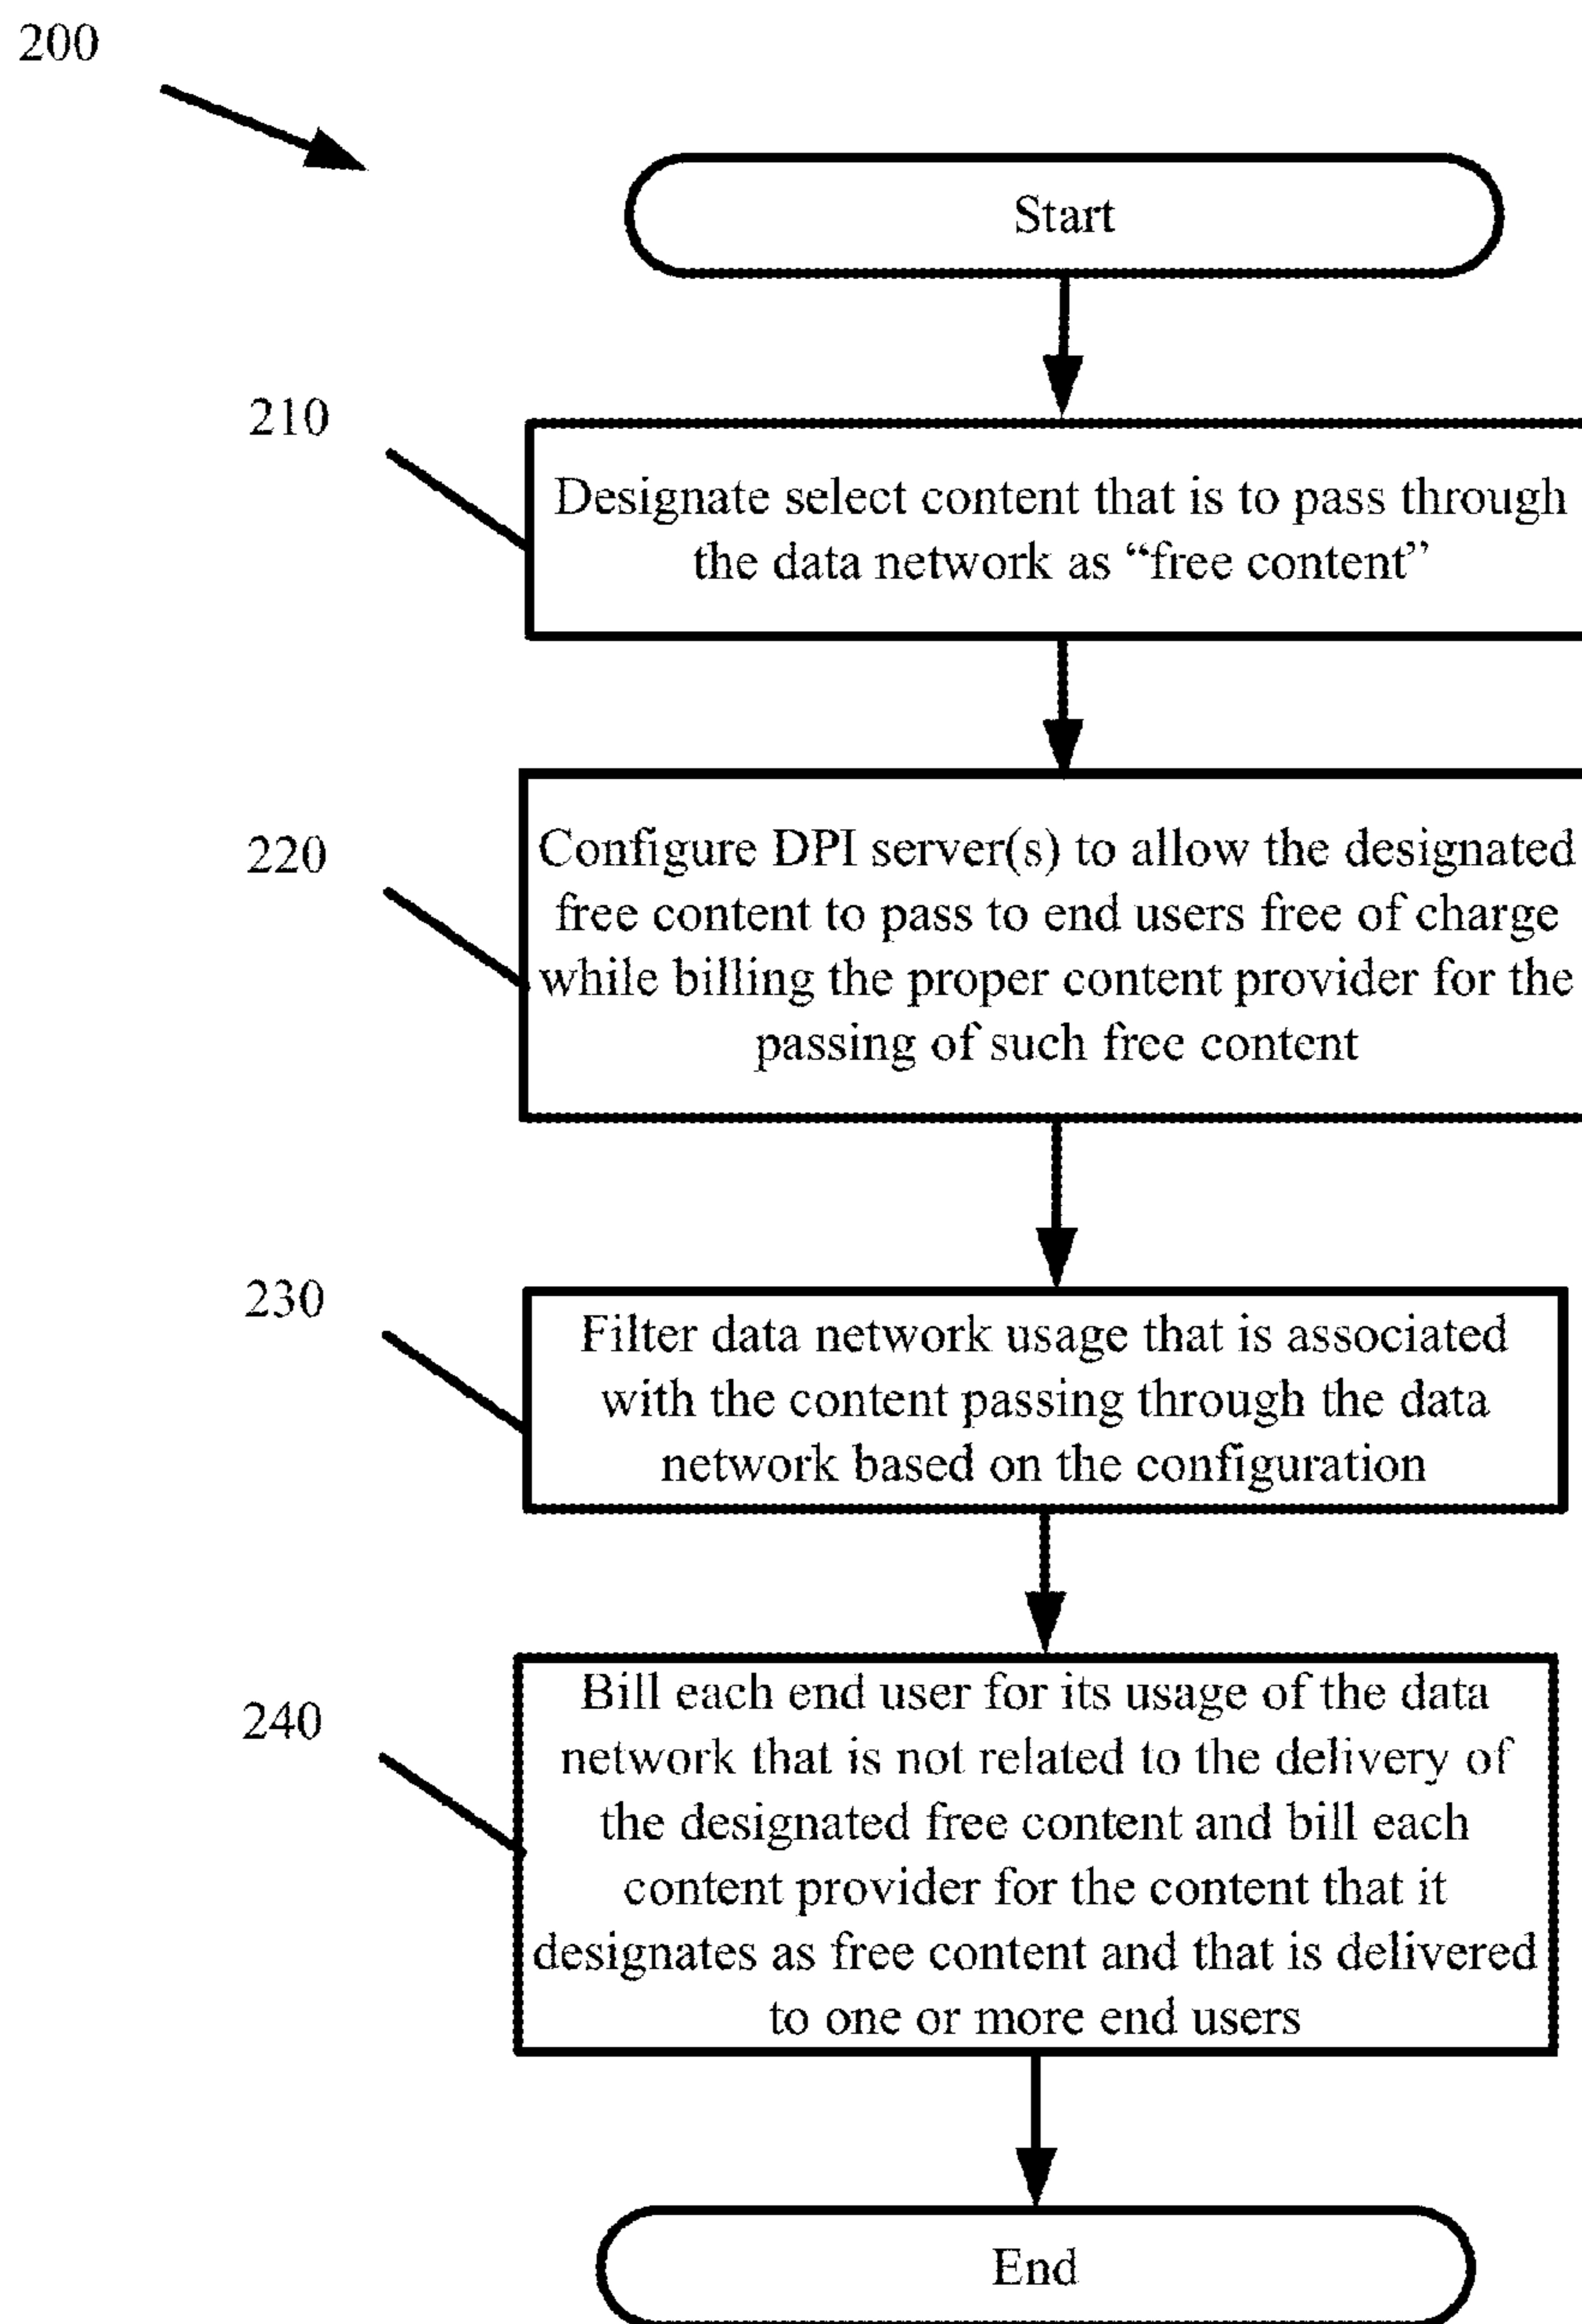 200
Start
210
Designate select content that is to pass through
the data network as “free content”
220
Configure DPI server(s) to allow the designated
free content to pass to end users free of charge
while billing the proper content provider for the
passing of such free content
230
Filter data network usage that is associated
with the content passing through the data
network based on the configuration
240
Bill each end user for its usage of the data
network that is not related to the delivery of
the designated free content and bill each
content provider for the content that it
designates as free content and that is delivered
to one or more end users
End